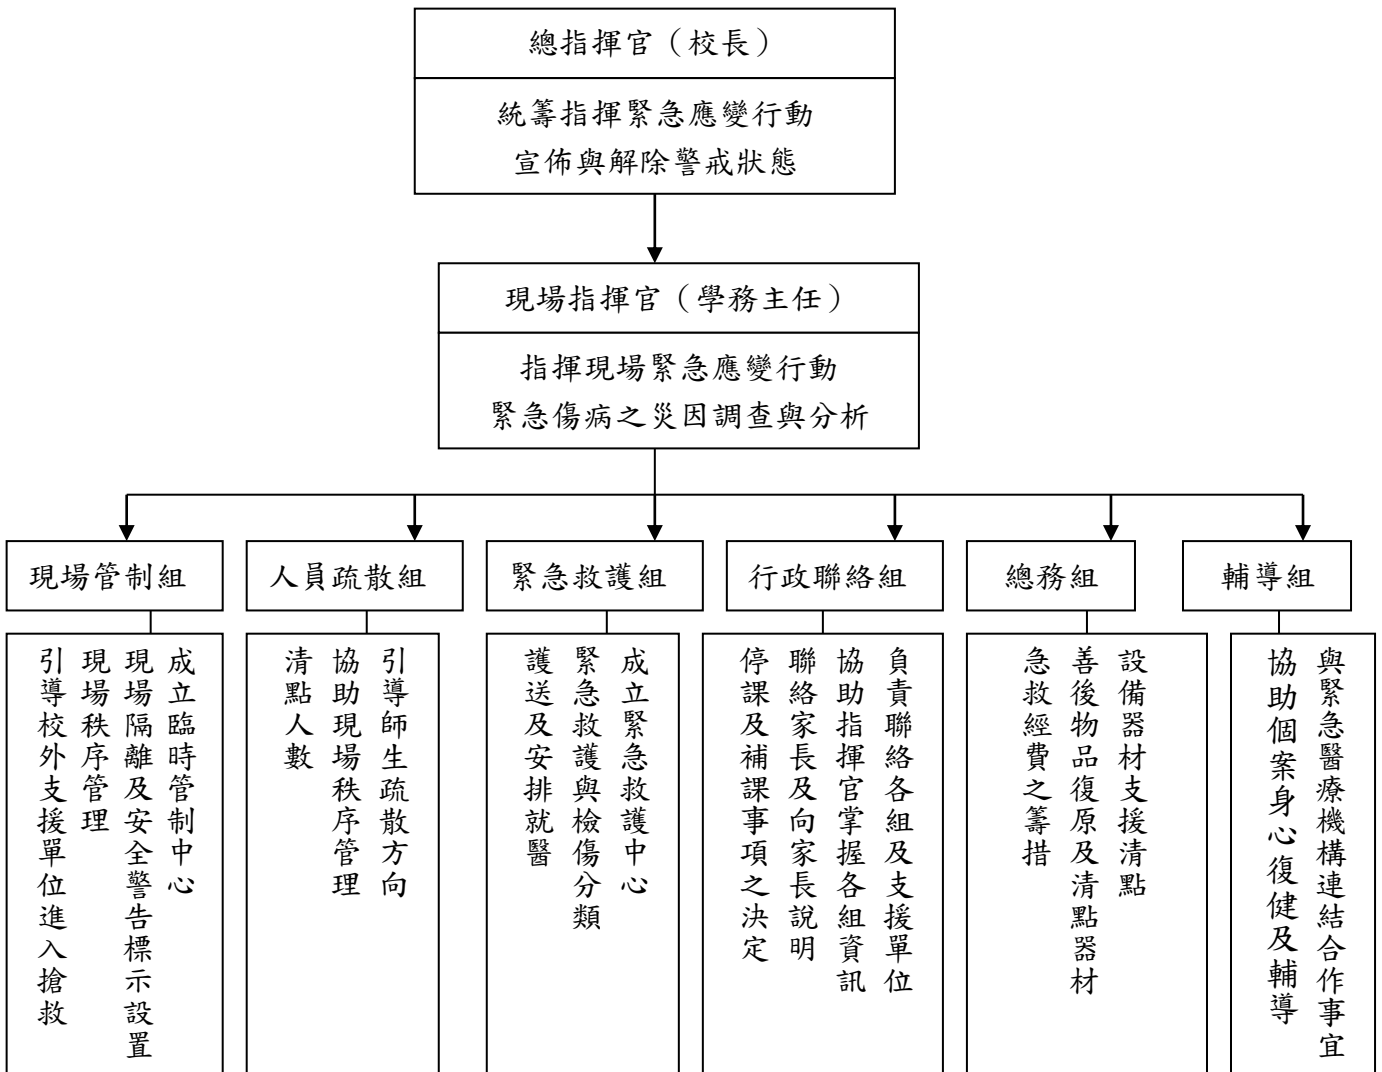 總指揮官（校長）
統籌指揮緊急應變行動
宣佈與解除警戒狀態
現場指揮官（學務主任）
指揮現場緊急應變行動
緊急傷病之災因調查與分析
現場管制組
人員疏散組
緊急救護組
行政聯絡組
總務組
輔導組
成立臨時管制中心
現場隔離及安全警告標示設置
現場秩序管理
引導校外支援單位進入搶救
引導師生疏散方向
協助現場秩序管理
清點人數
成立緊急救護中心
緊急救護與檢傷分類
護送及安排就醫
負責聯絡各組及支援單位
協助指揮官掌握各組資訊
聯絡家長及向家長說明
停課及補課事項之決定
設備器材支援清點
善後物品復原及清點器材
急救經費之籌措
與緊急醫療機構連結合作事宜
協助個案身心復健及輔導